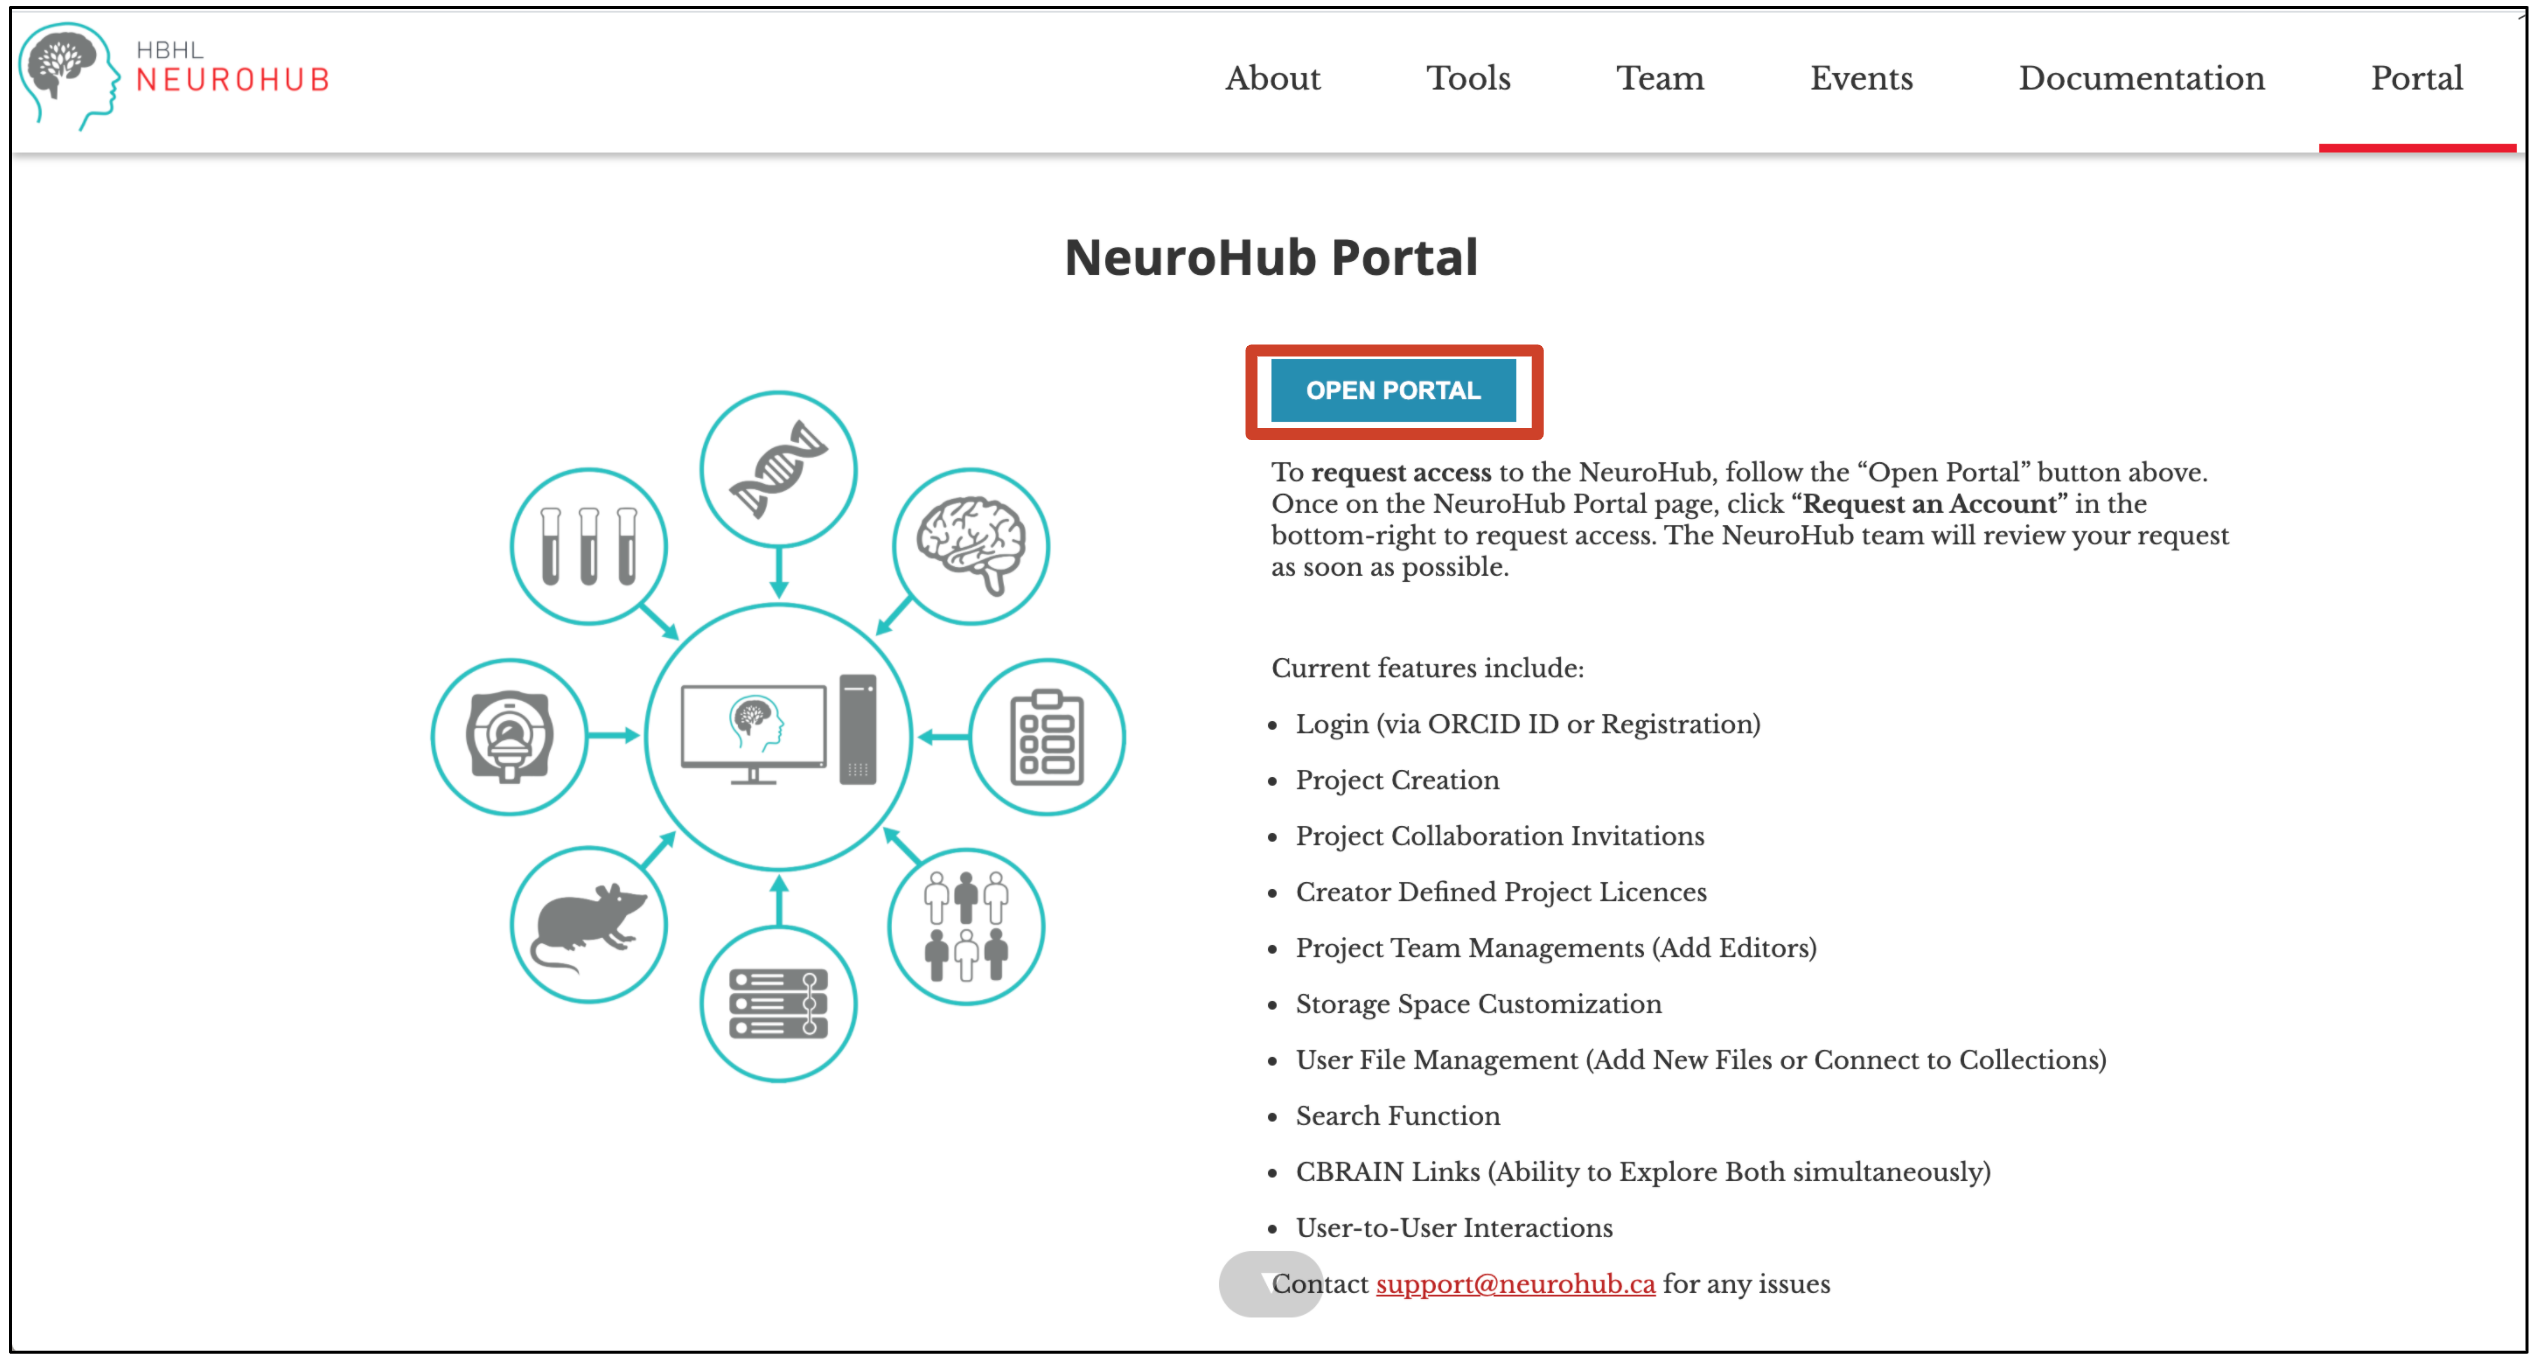 HBHL
NEUROHUB
About
Tools
Team
Events
Documentation
Portal
NeuroHub Portal
OPEN PORTAL
To request access to the NeuroHub, follow the “Open Portal” button above.
Once on the NeuroHub Portal page, click “Request an Account” in the
bottom-right to request access. The NeuroHub team will review your request
as soon as possible.
Current features include:
• Login (via ORCID ID or Registration)
• Project Creation
• Project Collaboration Invitations
• Creator Defined Project Licences
• Project Team Managements (Add Editors)
• Storage Space Customization
• User File Management (Add New Files or Connect to Collections)
• Search Function
• CBRAIN Links (Ability to Explore Both simultaneously)
• User-to-User Interactions
Contact support@neurohub.ca for any issues